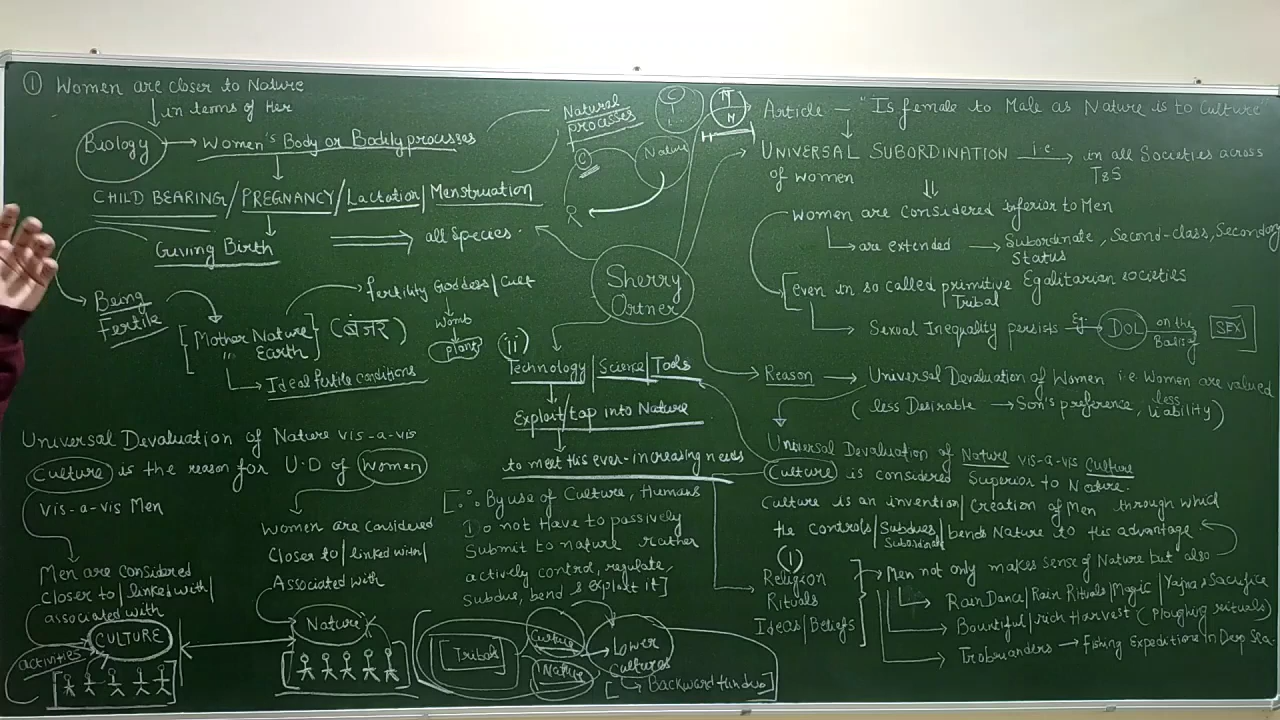 ① Women are closer to Nature
in terms of Her
Biology → Women's Body or Bodily processes
CHILD BEARING / PREGNANCY / Lactation / Menstruation
Giving Birth ⇒ all Species.
Being Fertile
[Mother Nature
" Earth] (बंजर)
Ideal fertile conditions
fertility Goddess / Cult
womb
plant
Natural processes
C
Nature
R
C
N
Sherry Ortner
(ii)
Technology / Science / Tools
Exploit / tap into Nature
to meet his ever-increasing needs
[∵ By use of Culture, Humans
Do not Have to passively
Submit to nature rather
actively control, regulate,
subdue, bend & exploit it]
Tribal
Culture
Nature
Lower Cultures
Universal Devaluation of Nature vis-a-vis
Culture is the reason for U.D of Women
vis-a-vis Men
Men are Considered
Closer to / linked with /
associated with
CULTURE
activities
Women are considered
Closer to / linked with /
Associated with
Nature
Article - "Is female to Male as Nature is to Culture
UNIVERSAL SUBORDINATION i.e. → in all Societies across T&S
of women
Women are Considered inferior to Men
are extended → Subordinate, Second-class, Secondary
Status
[even in so called primitive Egalitarian societies
Tribal
Sexual Inequality persists Eg: → DOL on the Basis of SEX
Reason → Universal Devaluation of Women i.e. Women are valued
(less Desirable → Son's preference, less liability)
Universal Devaluation of Nature vis-a-vis Culture
Culture is considered Superior to Nature.
Culture is an invention / Creation of Men through which
he controls / Subdues / bends Nature to his advantage
Subordinate
(i)
Religion
Rituals
Ideas / Beliefs
Men not only makes sense of Nature but also
Rain Dance / Rain Rituals / Magic / Yajna & Sacrifice
Bountiful / rich Harvest (Ploughing rituals)
Trobrianders → Fishing Expeditions In Deep Sea